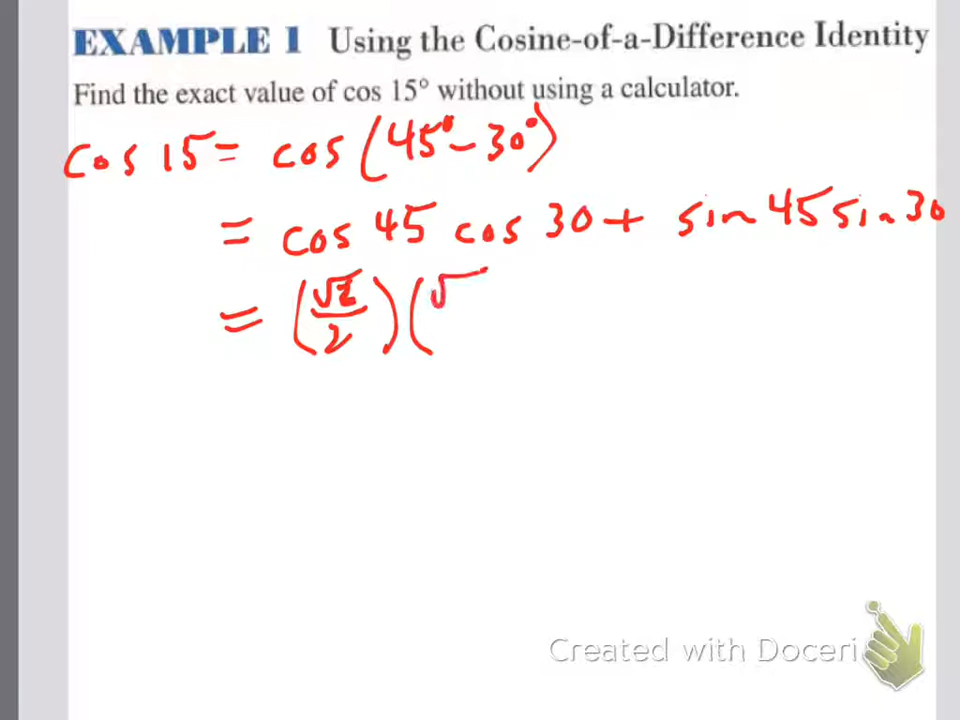 EXAMPLE 1 Using the Cosine-of-a-Difference Identity
Find the exact value of cos 15° without using a calculator.
cos 15 = cos (45° - 30°)
= cos 45 cos 30 + sin 45 sin 30
= (√2/2)(√
Created with Doceri